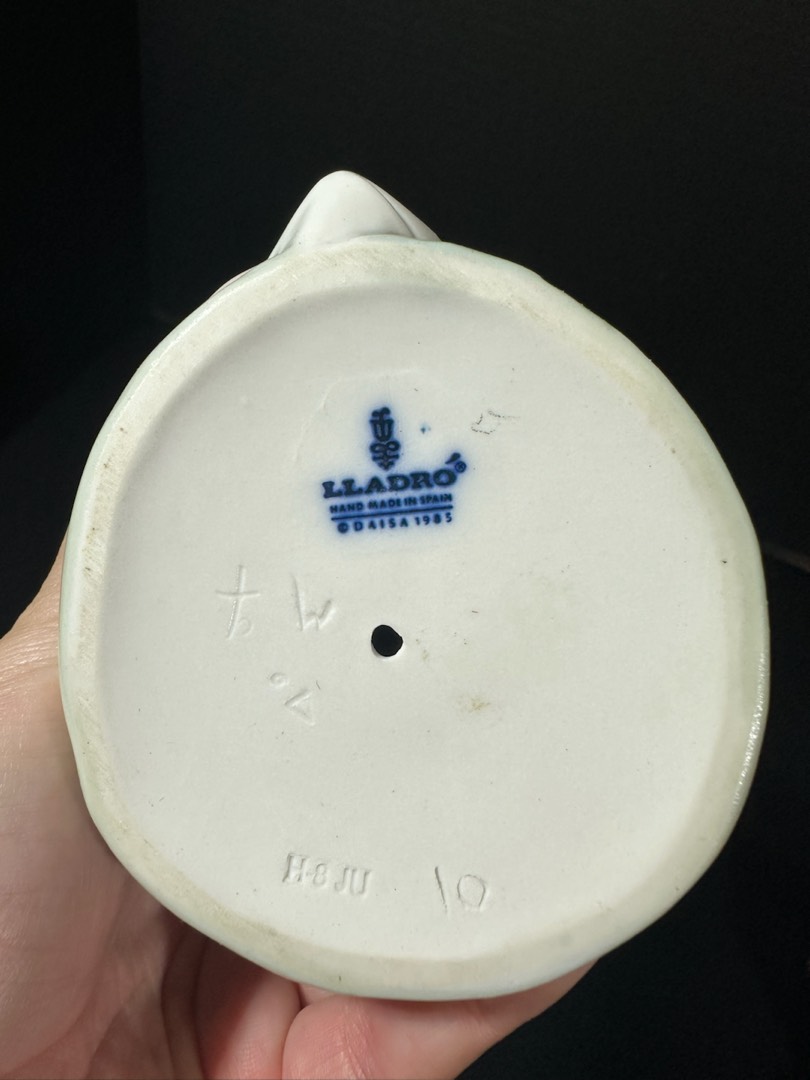 LLADRÓ®
HAND MADE IN SPAIN
© DAISA 1985
W
H-8 JU
10